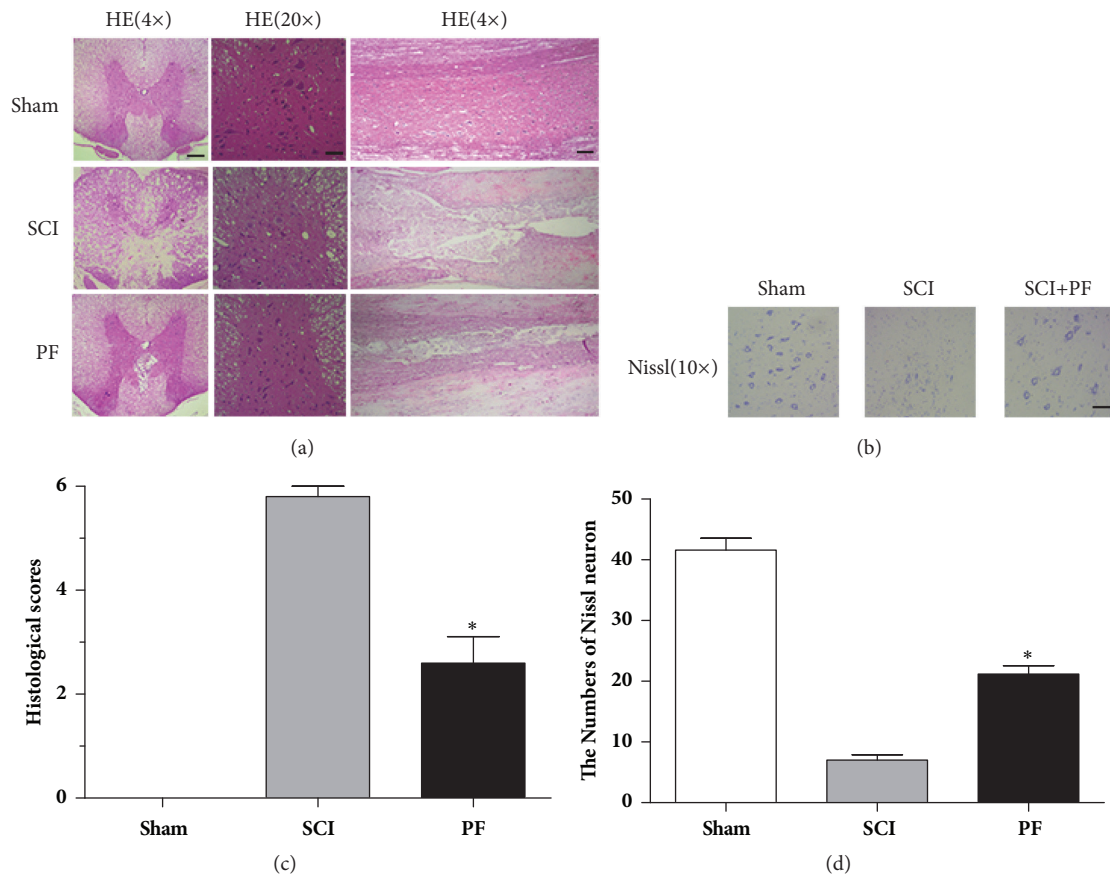 HE(4×) HE(20×) HE(4×)
Sham
SCI
PF
(a)
Sham SCI SCI+PF
Nissl(10×)
(b)
Histological scores
6
4
2
0
Sham SCI PF
*
(c)
The Numbers of Nissl neuron
50
40
30
20
10
0
Sham SCI PF
*
(d)